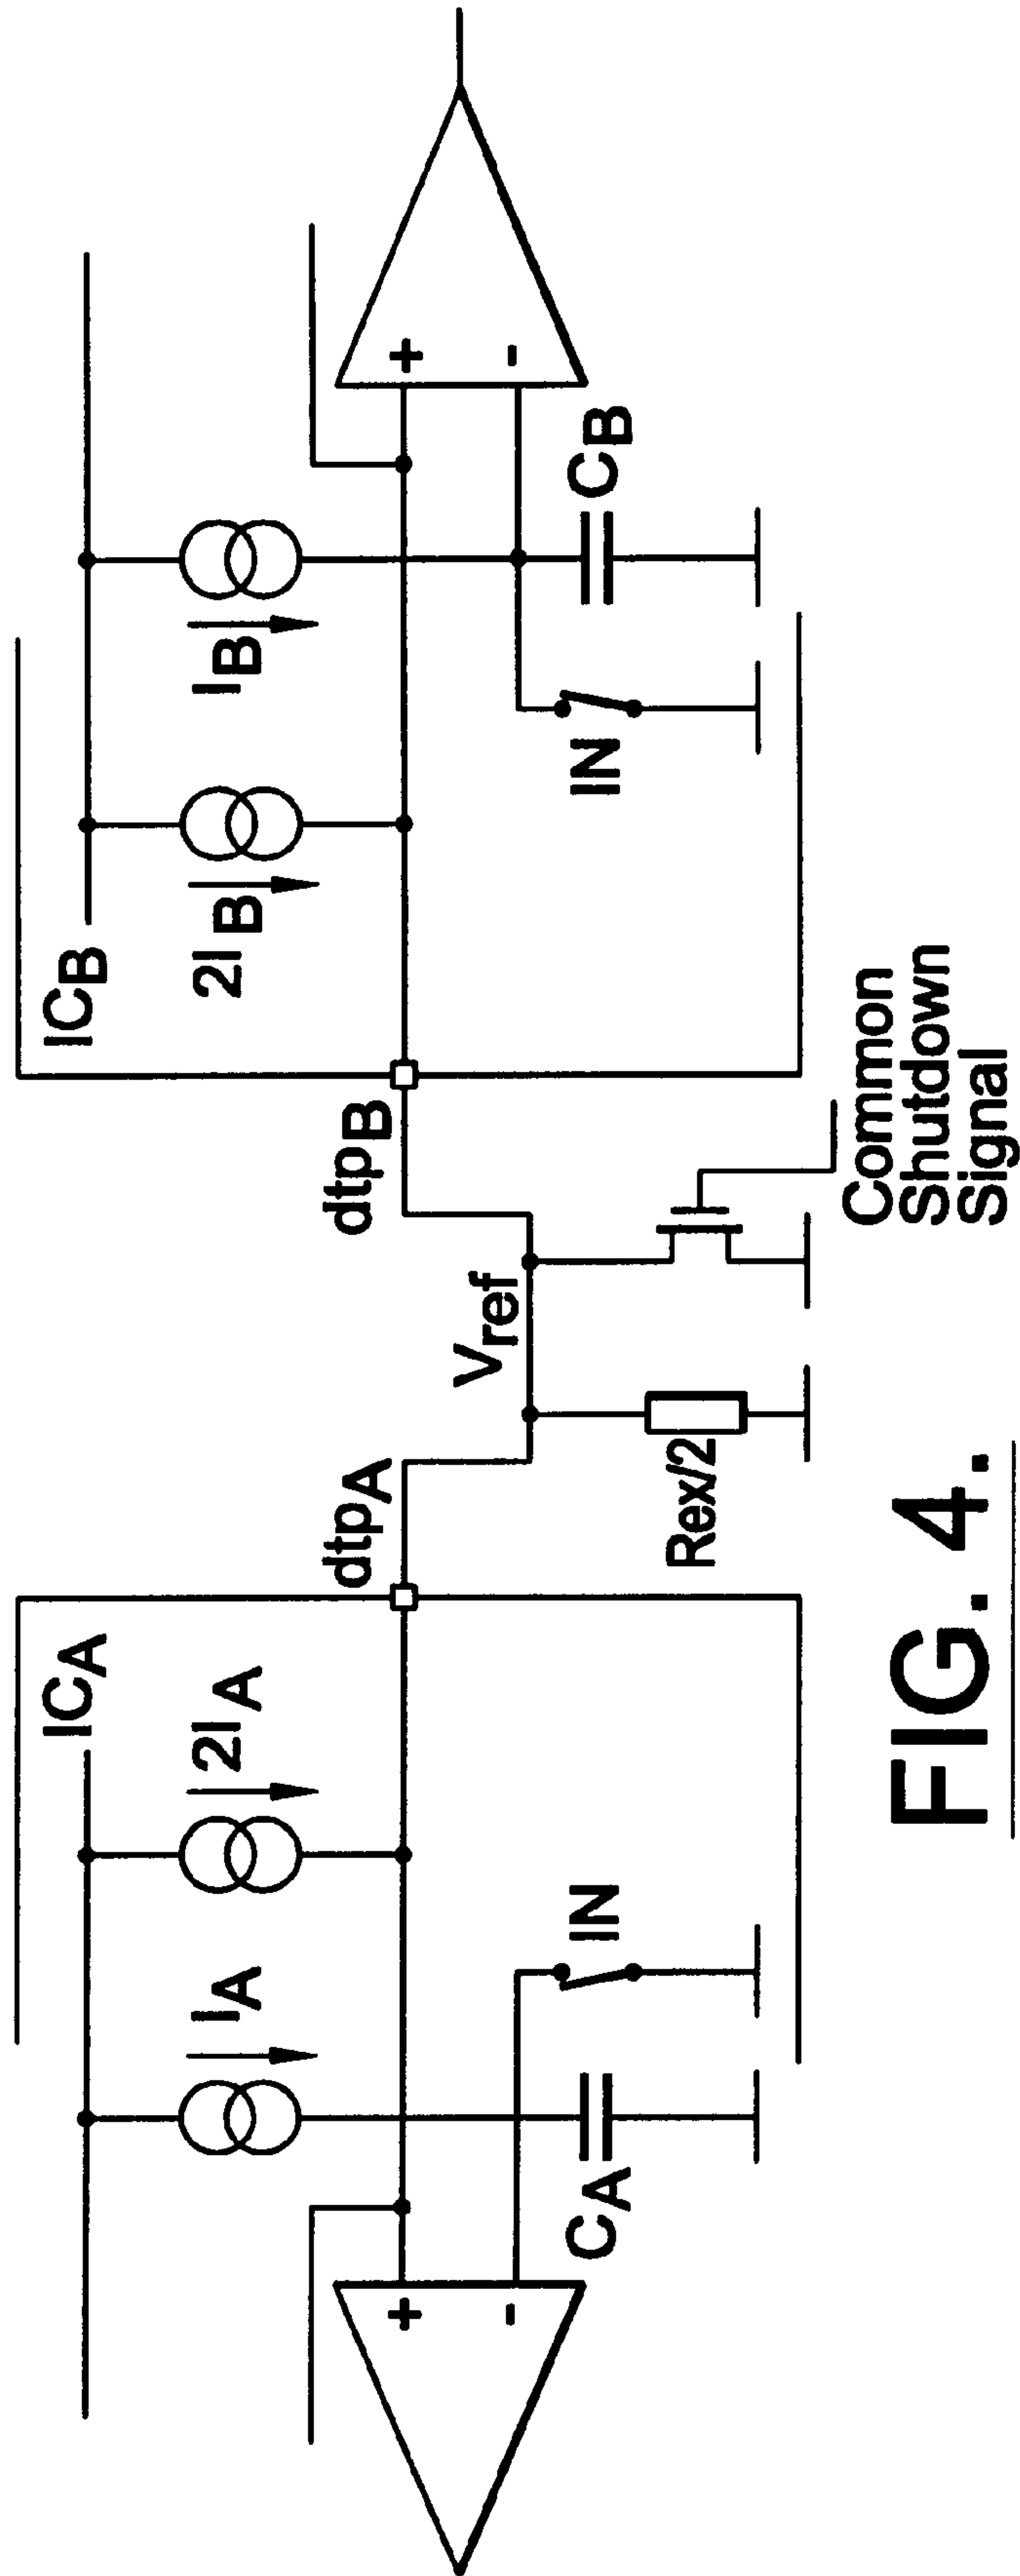 IC_A
I_A
2I_A
+
-
C_A
IN
dtp_A
V_ref
Rex/2
dtp_B
Common
Shutdown
Signal
IC_B
2I_B
I_B
IN
C_B
+
-
FIG. 4.